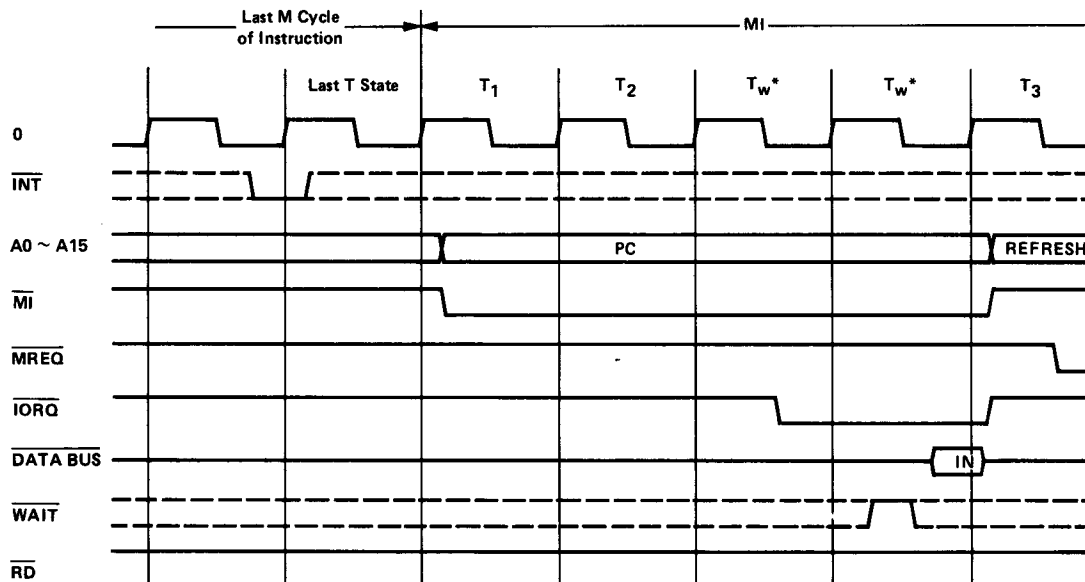 Last M Cycle
of Instruction
MI
Last T State
T1
T2
Tw*
Tw*
T3
0
INT
A0 ~ A15
PC
REFRESH
MI
MREQ
IORQ
DATA BUS
IN
WAIT
RD